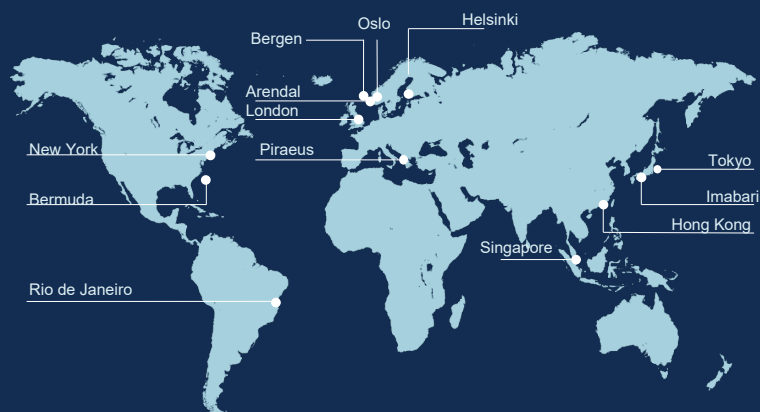 Oslo
Helsinki
Bergen
Arendal
London
New York
Piraeus
Tokyo
Bermuda
Imabari
Hong Kong
Singapore
Rio de Janeiro